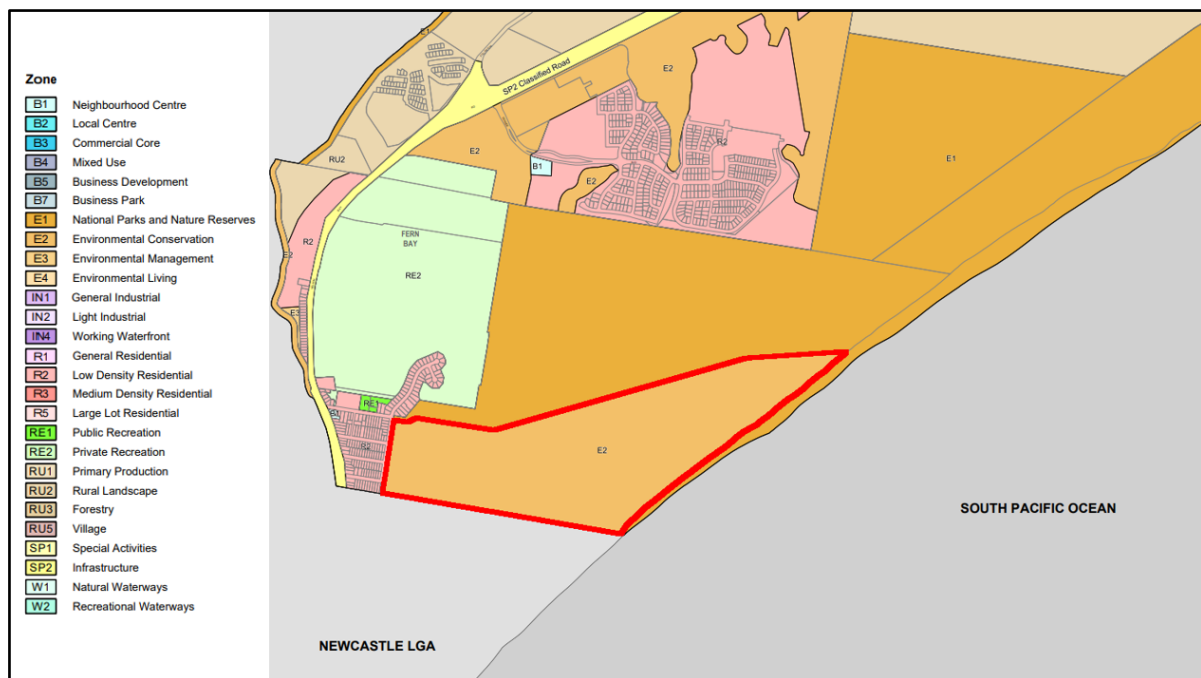 Zone
B1 Neighbourhood Centre
B2 Local Centre
B3 Commercial Core
B4 Mixed Use
B5 Business Development
B7 Business Park
E1 National Parks and Nature Reserves
E2 Environmental Conservation
E3 Environmental Management
E4 Environmental Living
IN1 General Industrial
IN2 Light Industrial
IN4 Working Waterfront
R1 General Residential
R2 Low Density Residential
R3 Medium Density Residential
R5 Large Lot Residential
RE1 Public Recreation
RE2 Private Recreation
RU1 Primary Production
RU2 Rural Landscape
RU3 Forestry
RU5 Village
SP1 Special Activities
SP2 Infrastructure
W1 Natural Waterways
W2 Recreational Waterways
E1
SP2 Classified Road
E2
RU2
E2
B1
E2
R2
E1
R2
E2
FERN
BAY
RE2
E3
RE1
R2
E2
SOUTH PACIFIC OCEAN
NEWCASTLE LGA